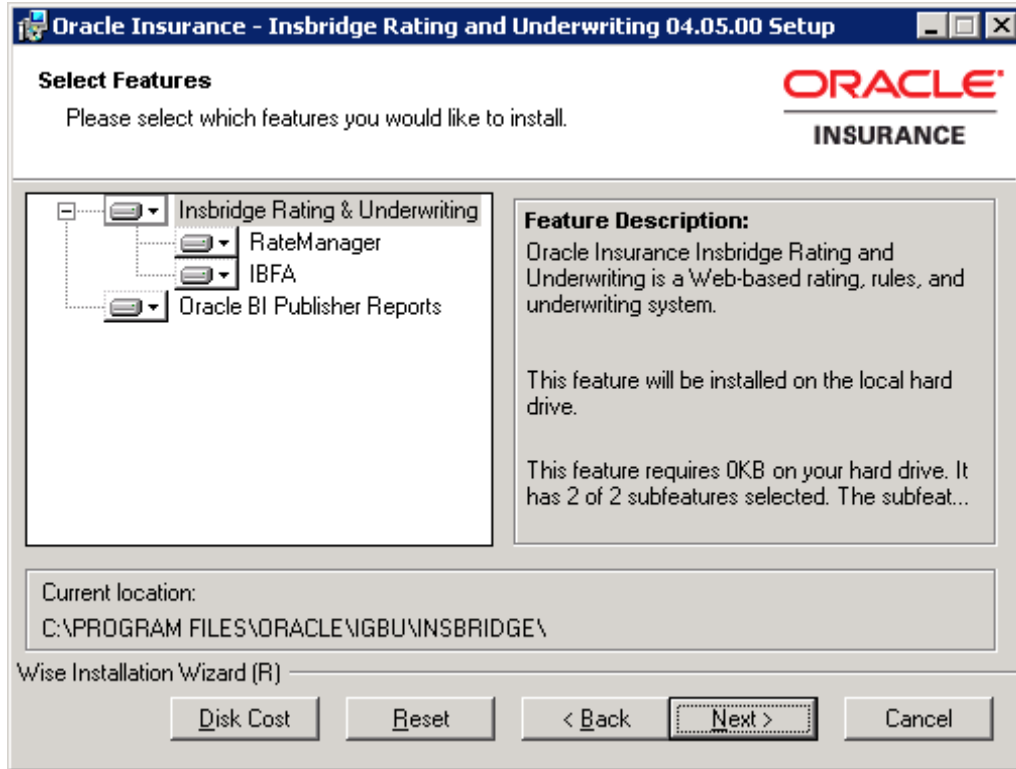 Oracle Insurance - Insbridge Rating and Underwriting 04.05.00 Setup
Select Features
Please select which features you would like to install.
ORACLE
INSURANCE
Insbridge Rating & Underwriting
RateManager
IBFA
Oracle BI Publisher Reports
Feature Description:
Oracle Insurance Insbridge Rating and
Underwriting is a Web-based rating, rules, and
underwriting system.
This feature will be installed on the local hard
drive.
This feature requires 0KB on your hard drive. It
has 2 of 2 subfeatures selected. The subfeat...
Current location:
C:\PROGRAM FILES\ORACLE\IGBU\INSBRIDGE\
Wise Installation Wizard (R)
Disk Cost
Reset
< Back
Next >
Cancel